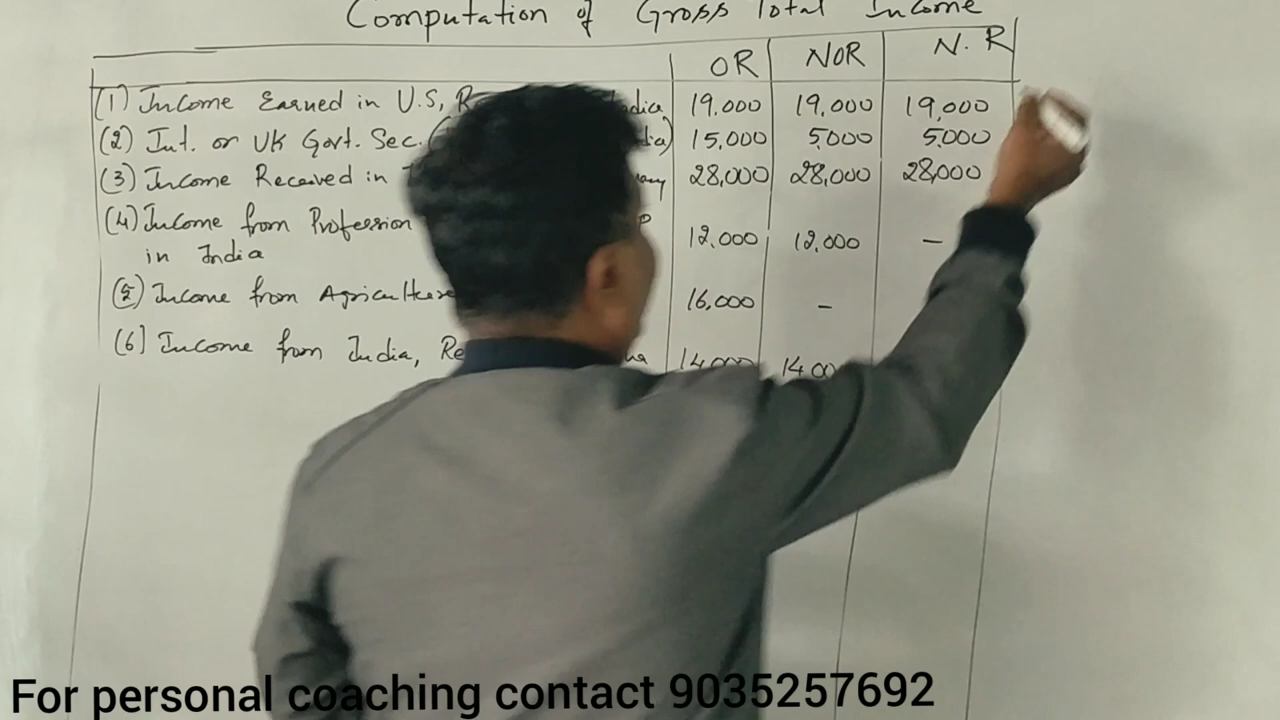 Computation of Gross Total Income
OR NOR N.R
(1) Income Earned in U.S, 19,000 19,000 19,000
(2) Int. or UK Govt. Sec. 15,000 5,000 5,000
(3) Income Received in 28,000 28,000 28,000
(4) Income from Profession
in India 12,000 12,000 –
(5) Income from Agriculture 16,000 –
(6) Income from India, 14,000
For personal coaching contact 9035257692